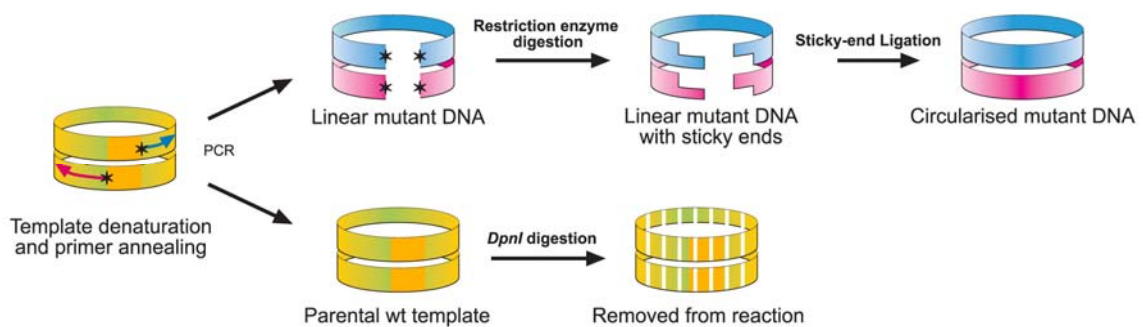 Restriction enzyme
digestion
Sticky-end Ligation
Linear mutant DNA
Linear mutant DNA
with sticky ends
Circularised mutant DNA
PCR
Template denaturation
and primer annealing
DpnI digestion
Parental wt template
Removed from reaction